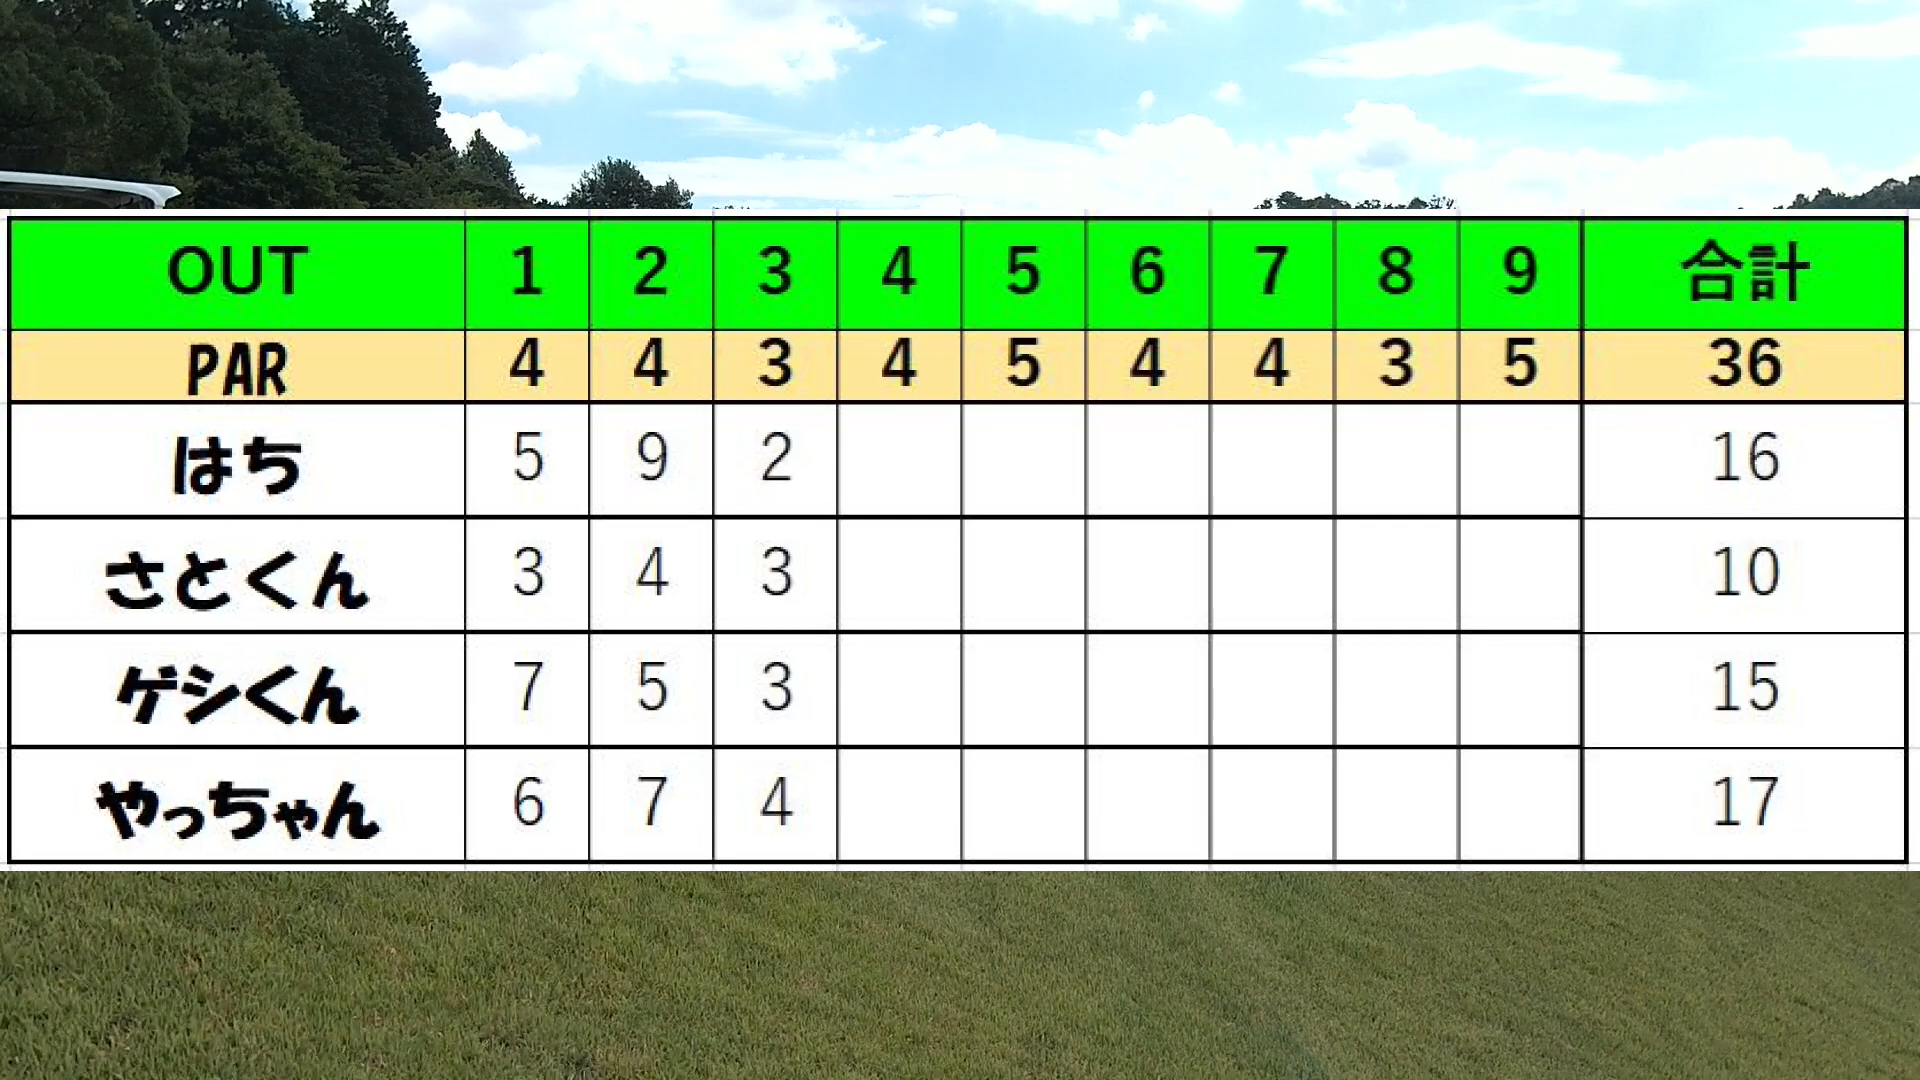 OUT 1 2 3 4 5 6 7 8 9 合計
PAR 4 4 3 4 5 4 4 3 5 36
はち 5 9 2 16
さとくん 3 4 3 10
ゲシくん 7 5 3 15
やっちゃん 6 7 4 17